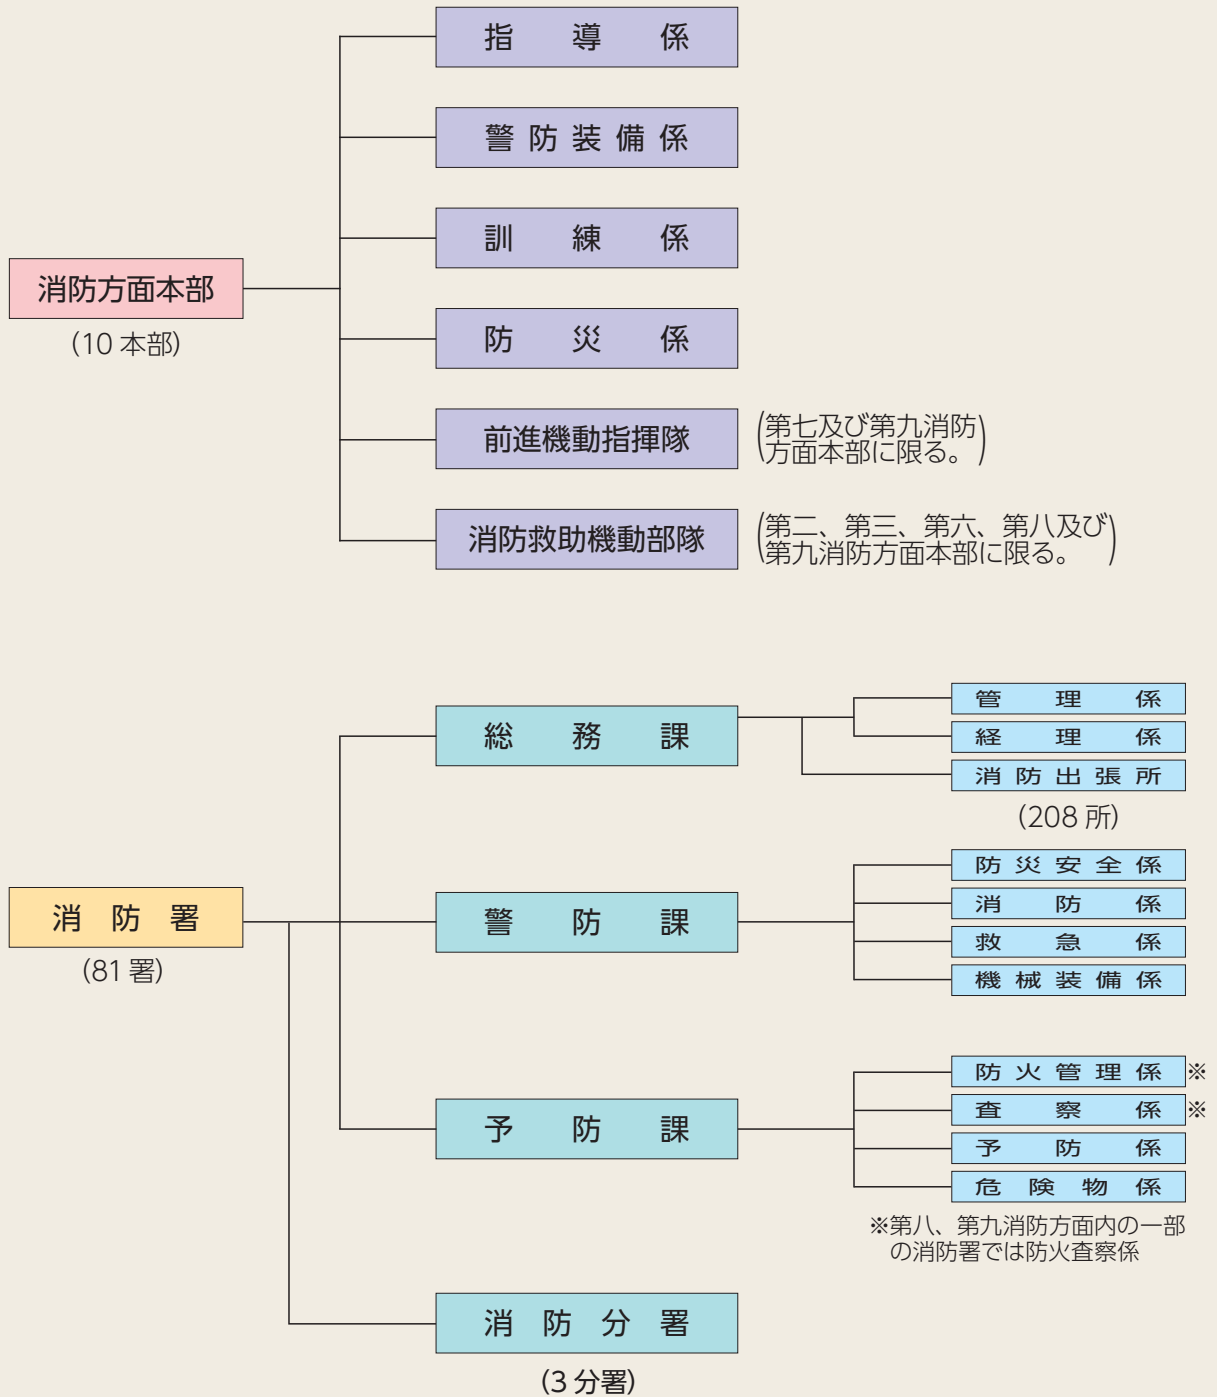 指導係
警防装備係
訓練係
消防方面本部
(10 本部)
防災係
前進機動指揮隊
(第七及び第九消防
方面本部に限る。)
消防救助機動部隊
(第二、第三、第六、第八及び
第九消防方面本部に限る。)
総務課
管理係
経理係
消防出張所
(208 所)
消防署
(81 署)
警防課
防災安全係
消防係
救急係
機械装備係
予防課
防火管理係※
査察係※
予防係
危険物係
※第八、第九消防方面内の一部
の消防署では防火査察係
消防分署
(3 分署)